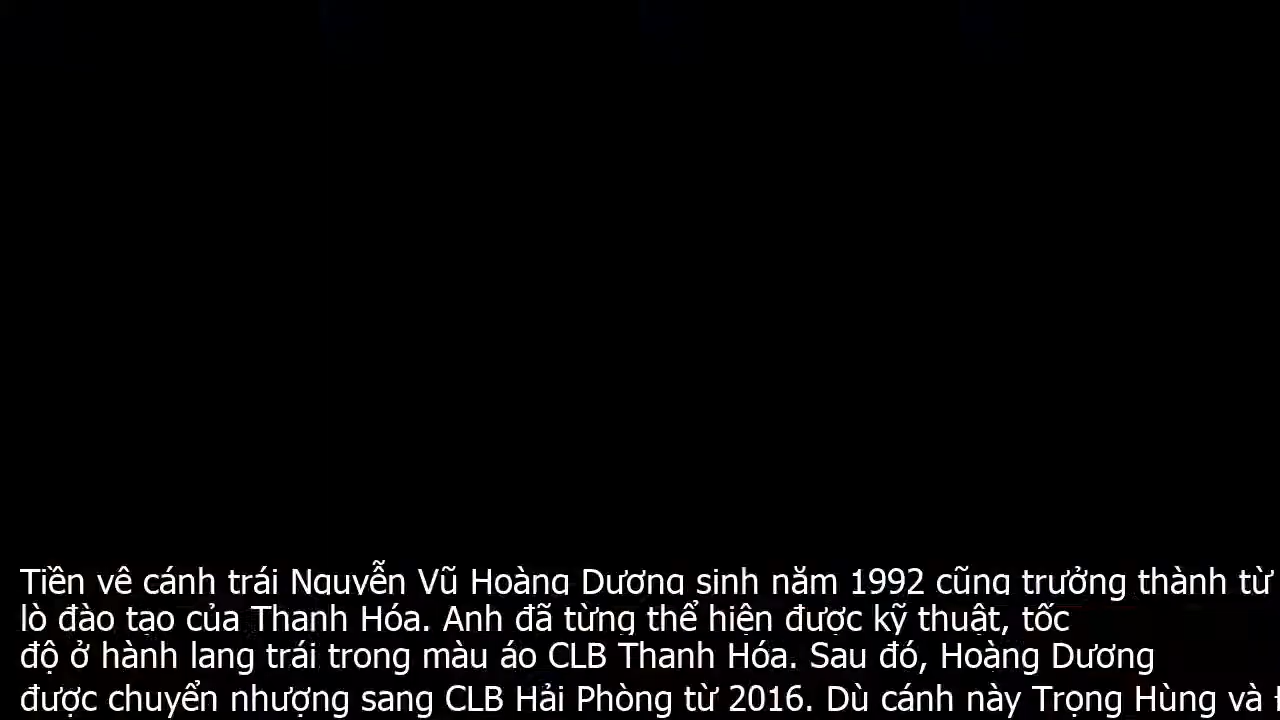 Tiền vê cánh trái Nguyễn Vũ Hoàng Dương sinh năm 1992 cũng trưởng thành từ
lò đào tạo của Thanh Hóa. Anh đã từng thể hiện được kỹ thuật, tốc
độ ở hành lang trái trong màu áo CLB Thanh Hóa. Sau đó, Hoàng Dương
được chuyển nhượng sang CLB Hải Phòng từ 2016. Dù cánh này Trọng Hùng và